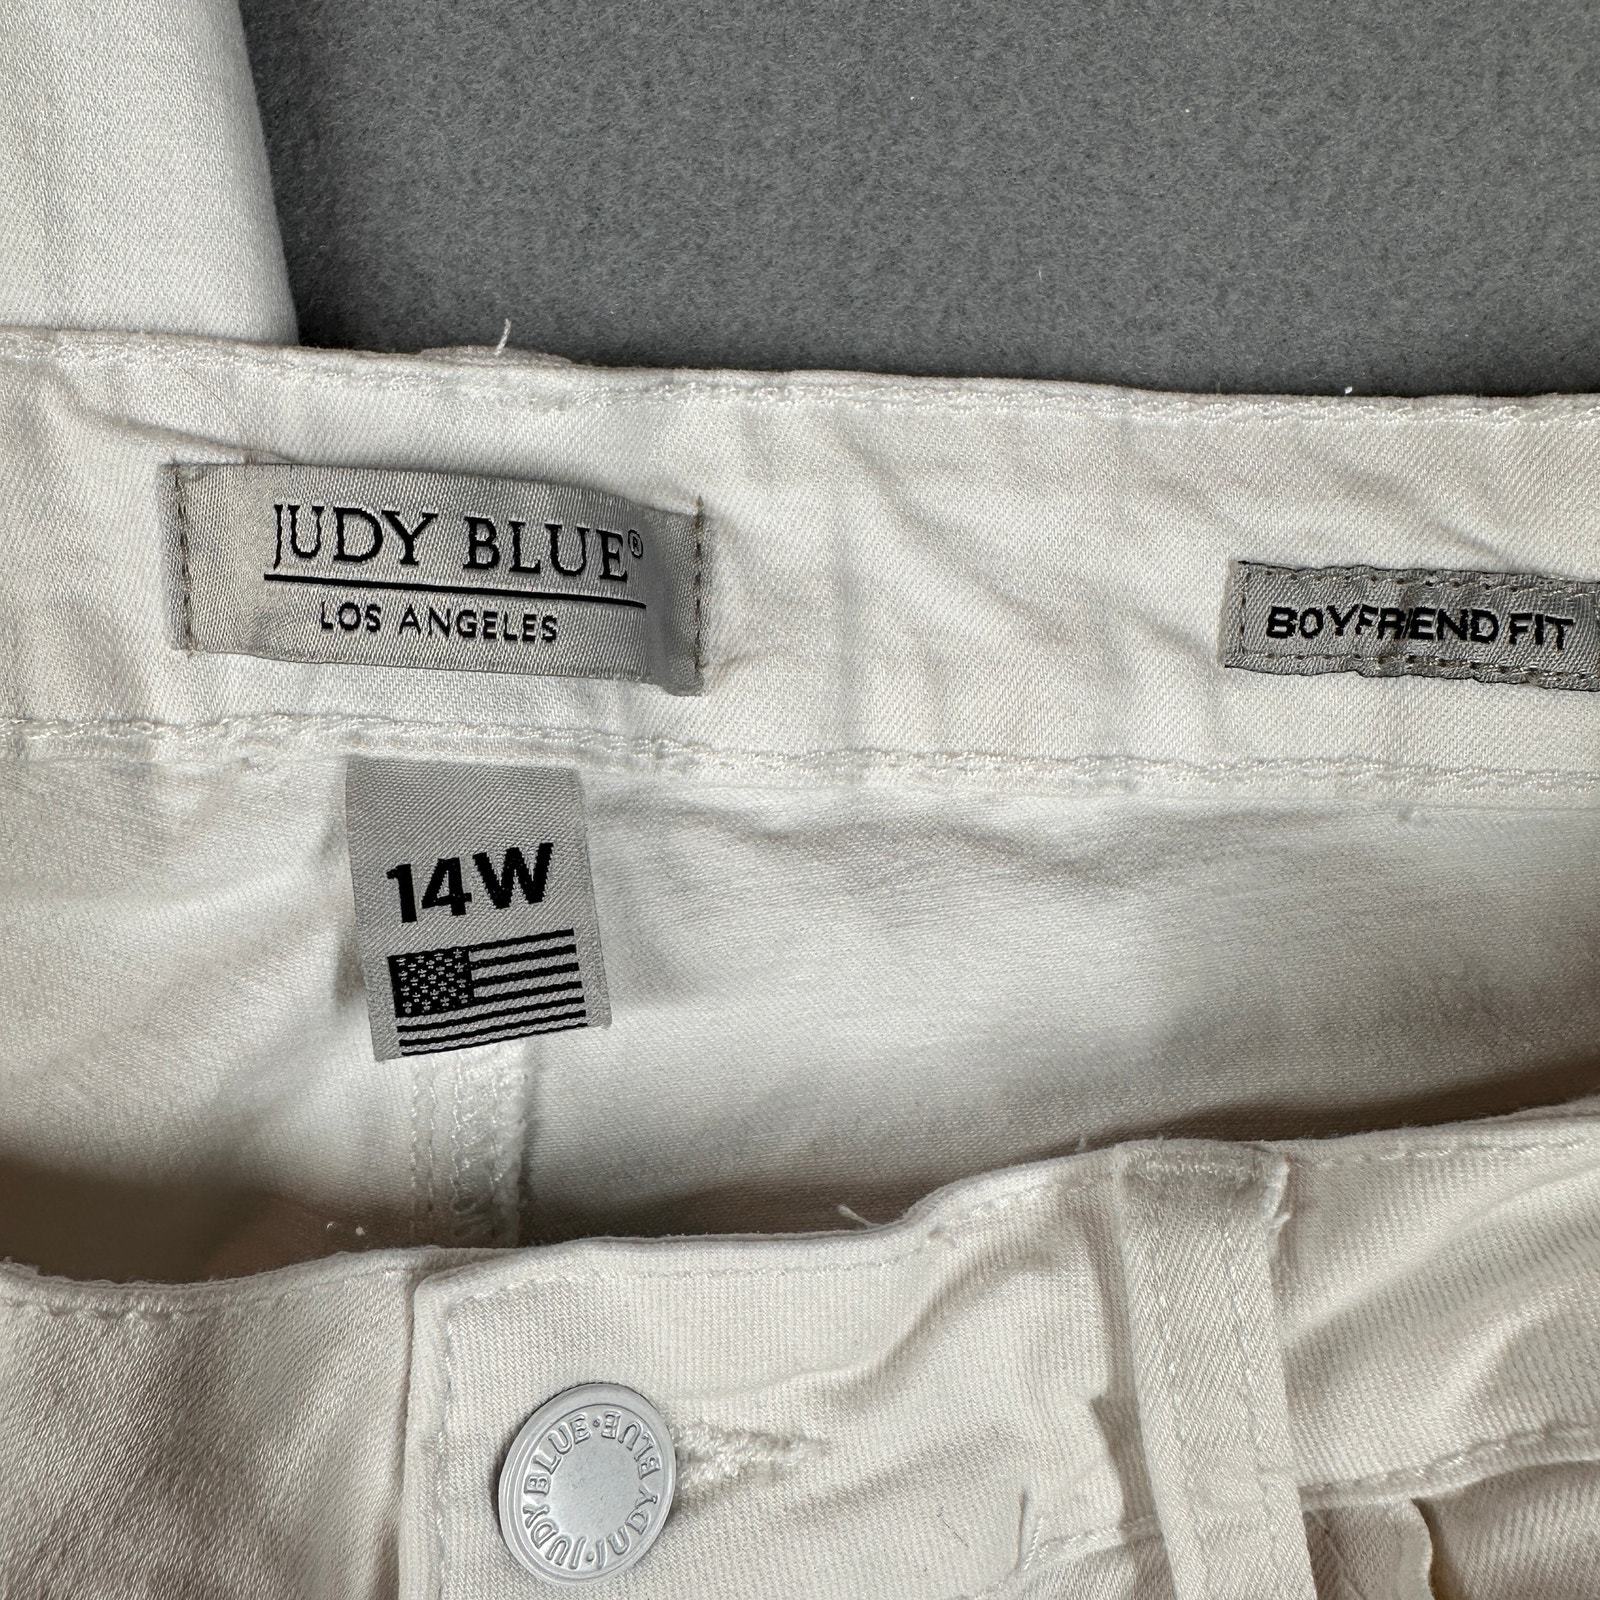 JUDY BLUE®
LOS ANGELES
BOYFRIEND FIT
14W
JUDY BLUE · JUDY BLUE ·